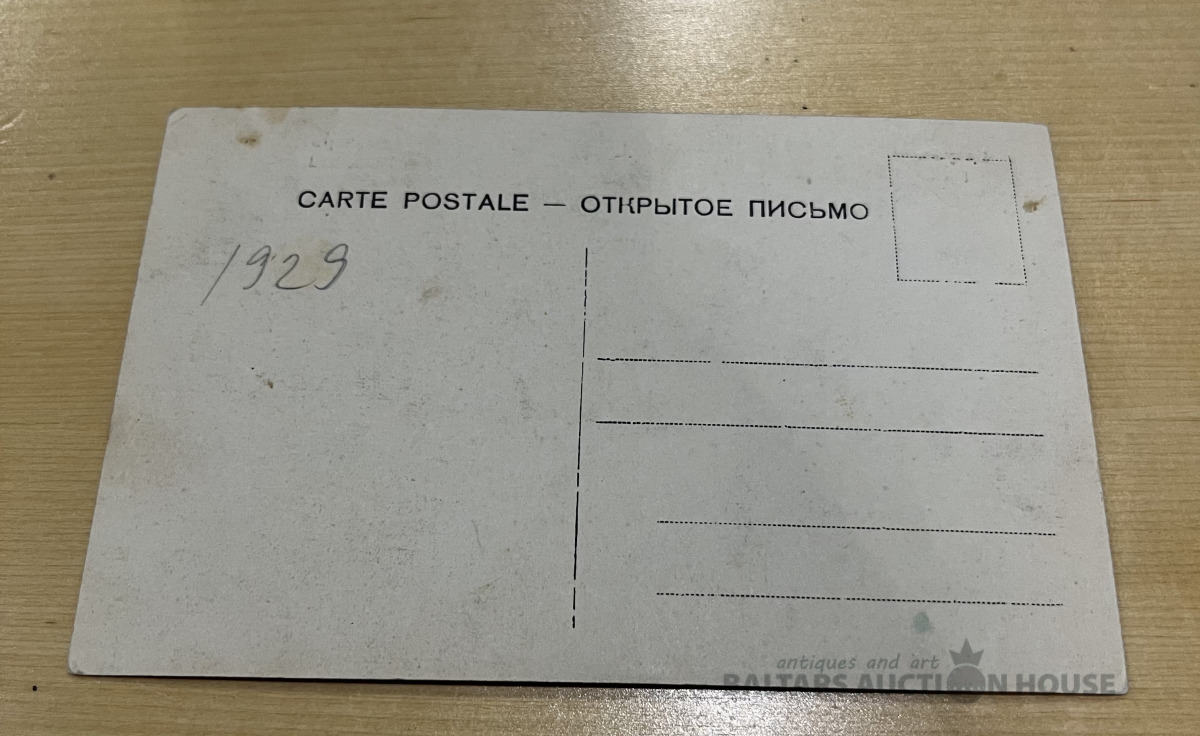 CARTE POSTALE — ОТКРЫТОЕ ПИСЬМО
1929
antiques and art
BALTARS AUCTION HOUSE